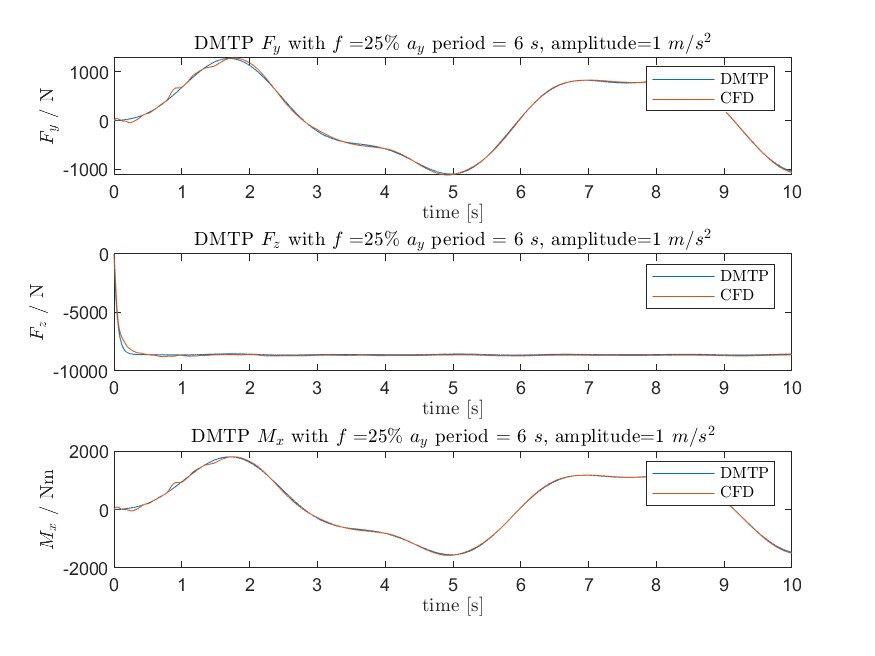 DMTP F_y with f =25% a_y period = 6 s, amplitude=1 m/s²
1000
0
-1000
F_y / N
DMTP
CFD
0 1 2 3 4 5 6 7 8 9 10
time [s]
DMTP F_z with f =25% a_y period = 6 s, amplitude=1 m/s²
0
-5000
-10000
F_z / N
DMTP
CFD
0 1 2 3 4 5 6 7 8 9 10
time [s]
DMTP M_x with f =25% a_y period = 6 s, amplitude=1 m/s²
2000
0
-2000
M_x / Nm
DMTP
CFD
0 1 2 3 4 5 6 7 8 9 10
time [s]